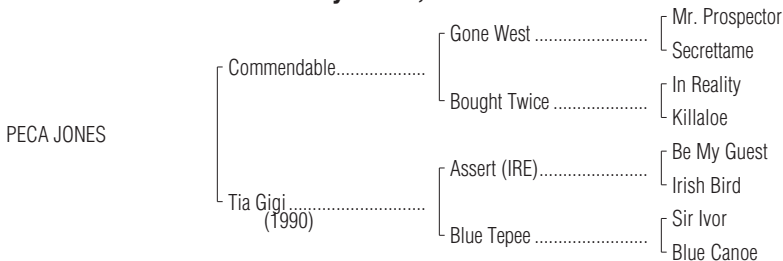 Mr. Prospector
Gone West .....................
Secrettame
Commendable...................
In Reality
Bought Twice .................
Killaloe
PECA JONES
Be My Guest
Assert (IRE)....................
Irish Bird
Tia Gigi ..........................
(1990)
Sir Ivor
Blue Tepee .....................
Blue Canoe